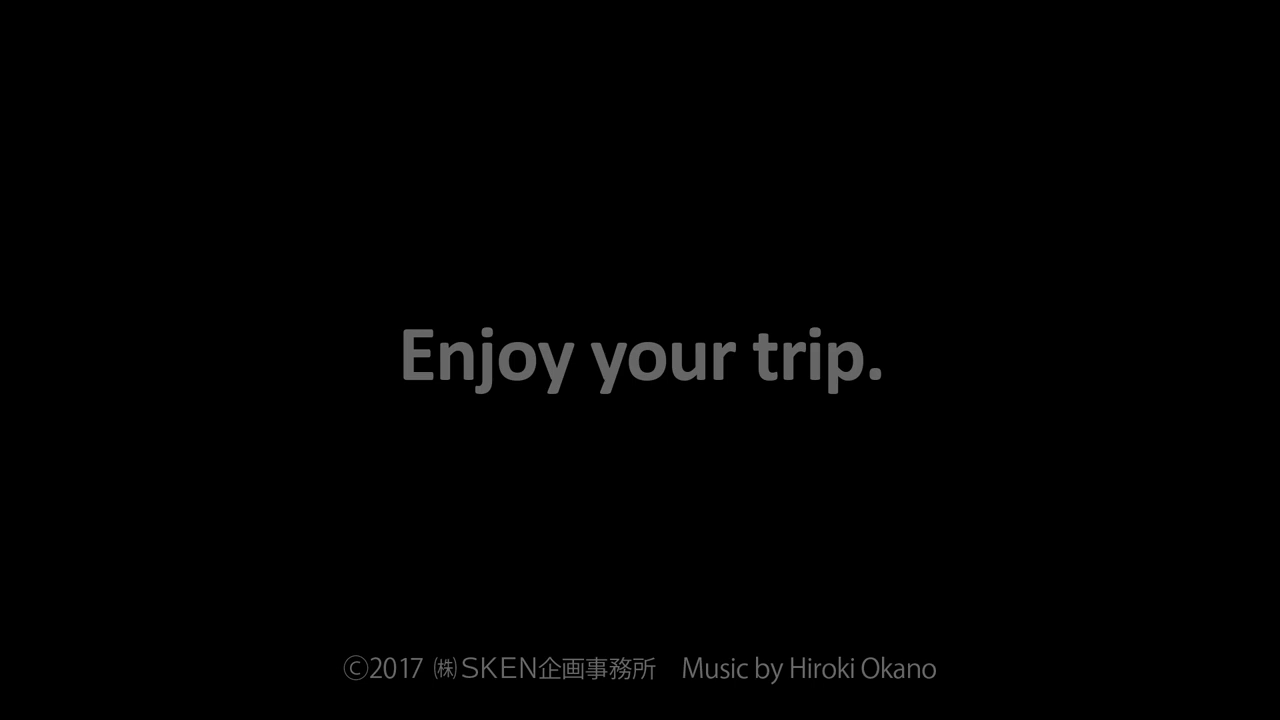 Enjoy your trip.
©2017 ㈱ＳＫＥＮ企画事務所　Music by Hiroki Okano